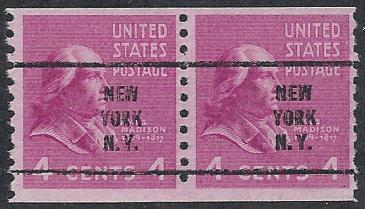 UNITED
STATES
POSTAGE
NEW
YORK
N.Y.
MADISON
4 CENTS 4
UNITED
STATES
POSTAGE
NEW
YORK
N.Y.
MADISON
4 CENTS 4